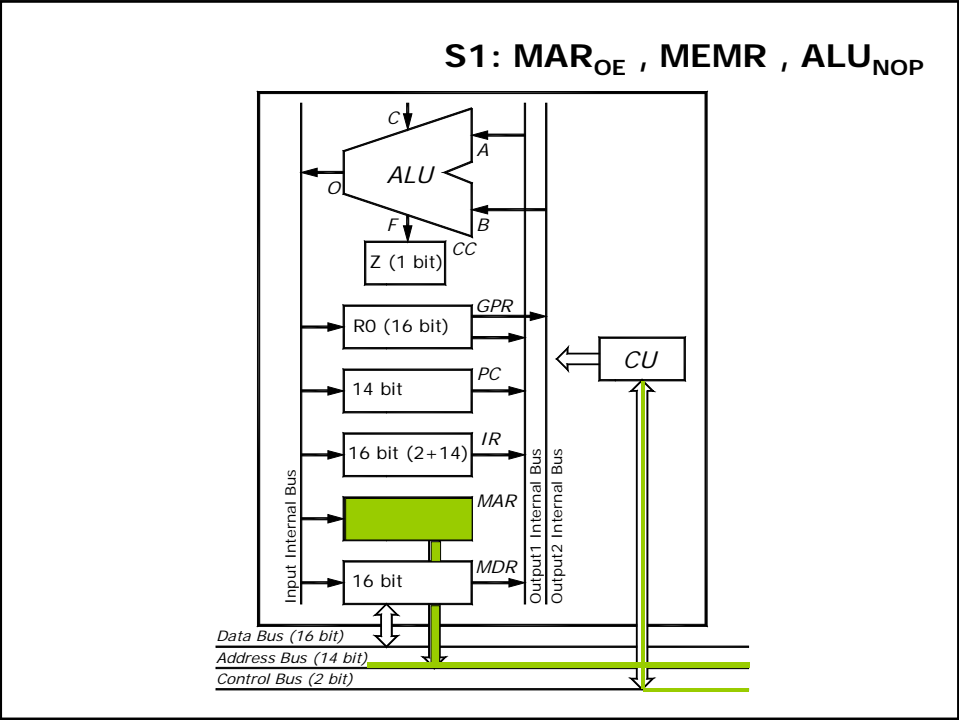 S1: MAR_OE , MEMR , ALU_NOP
C
A
ALU
O
B
F
CC
Z (1 bit)
GPR
R0 (16 bit)
CU
PC
14 bit
IR
16 bit (2+14)
MAR
MDR
16 bit
Input Internal Bus
Output1 Internal Bus
Output2 Internal Bus
Data Bus (16 bit)
Address Bus (14 bit)
Control Bus (2 bit)